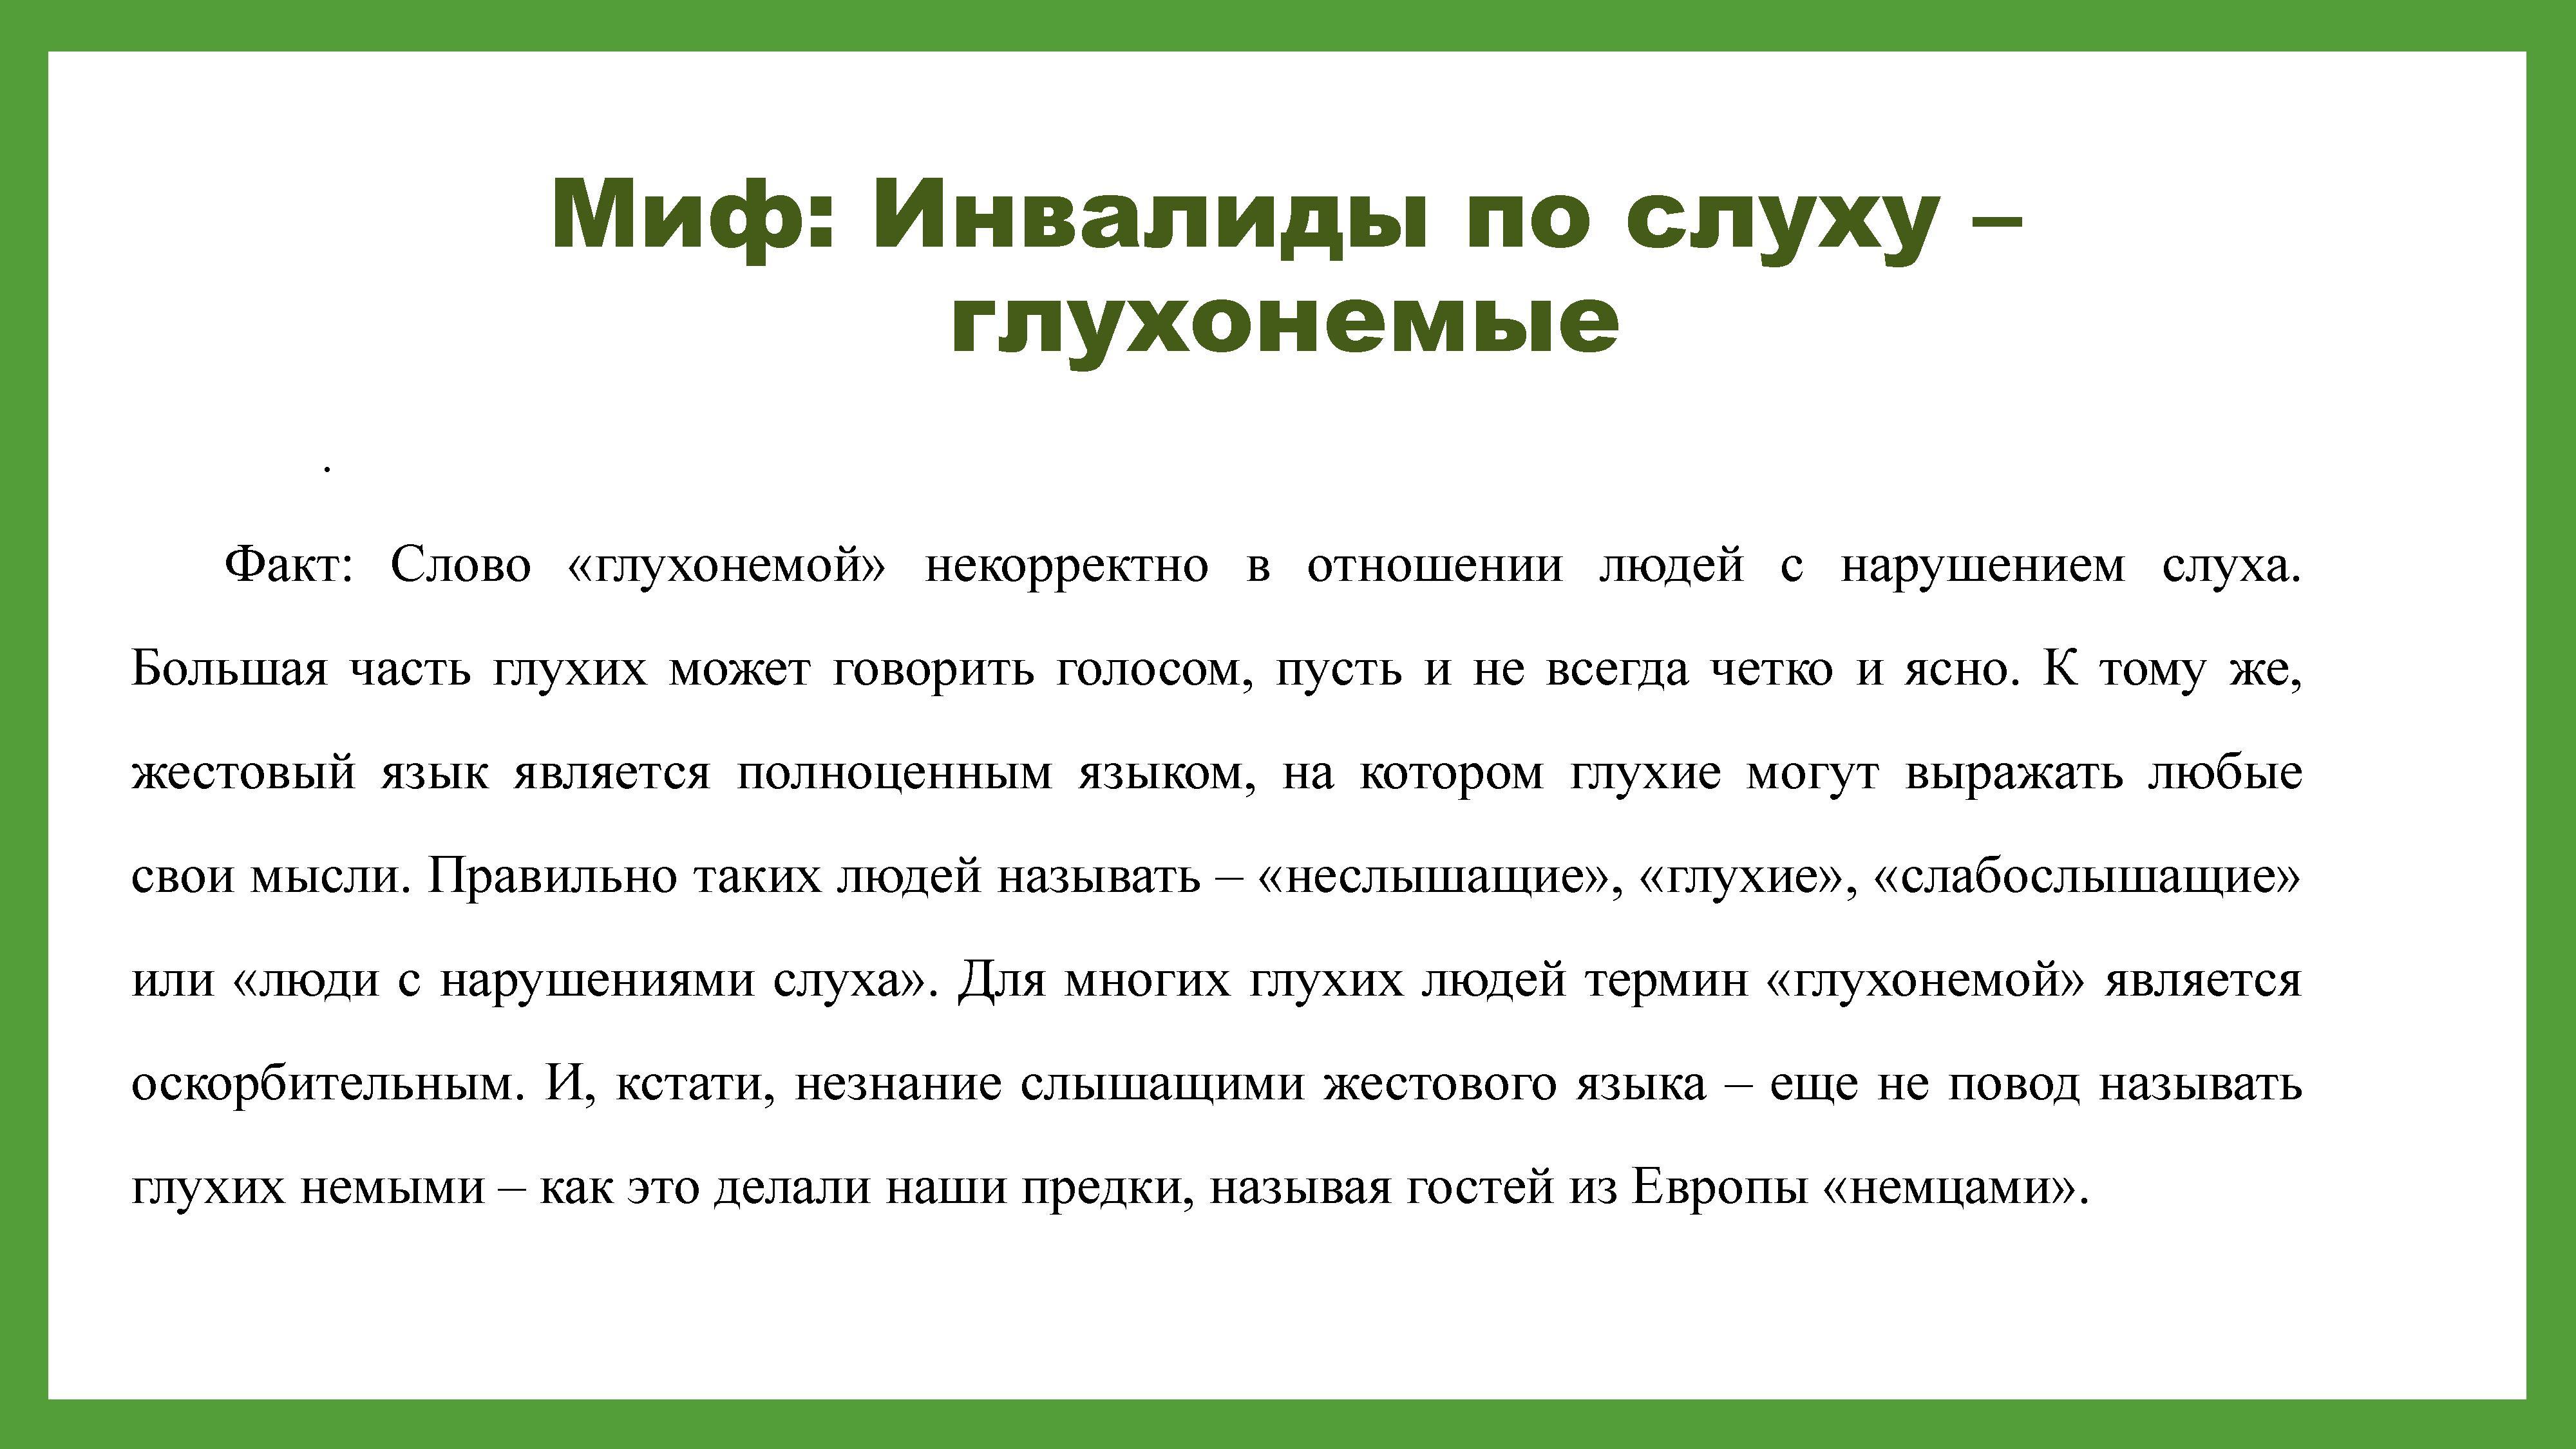 Миф: Инвалиды по слуху –
глухонемые
.
Факт: Слово «глухонемой» некорректно в отношении людей с нарушением слуха.
Большая часть глухих может говорить голосом, пусть и не всегда четко и ясно. К тому же,
жестовый язык является полноценным языком, на котором глухие могут выражать любые
свои мысли. Правильно таких людей называть – «неслышащие», «глухие», «слабослышащие»
или «люди с нарушениями слуха». Для многих глухих людей термин «глухонемой» является
оскорбительным. И, кстати, незнание слышащими жестового языка – еще не повод называть
глухих немыми – как это делали наши предки, называя гостей из Европы «немцами».